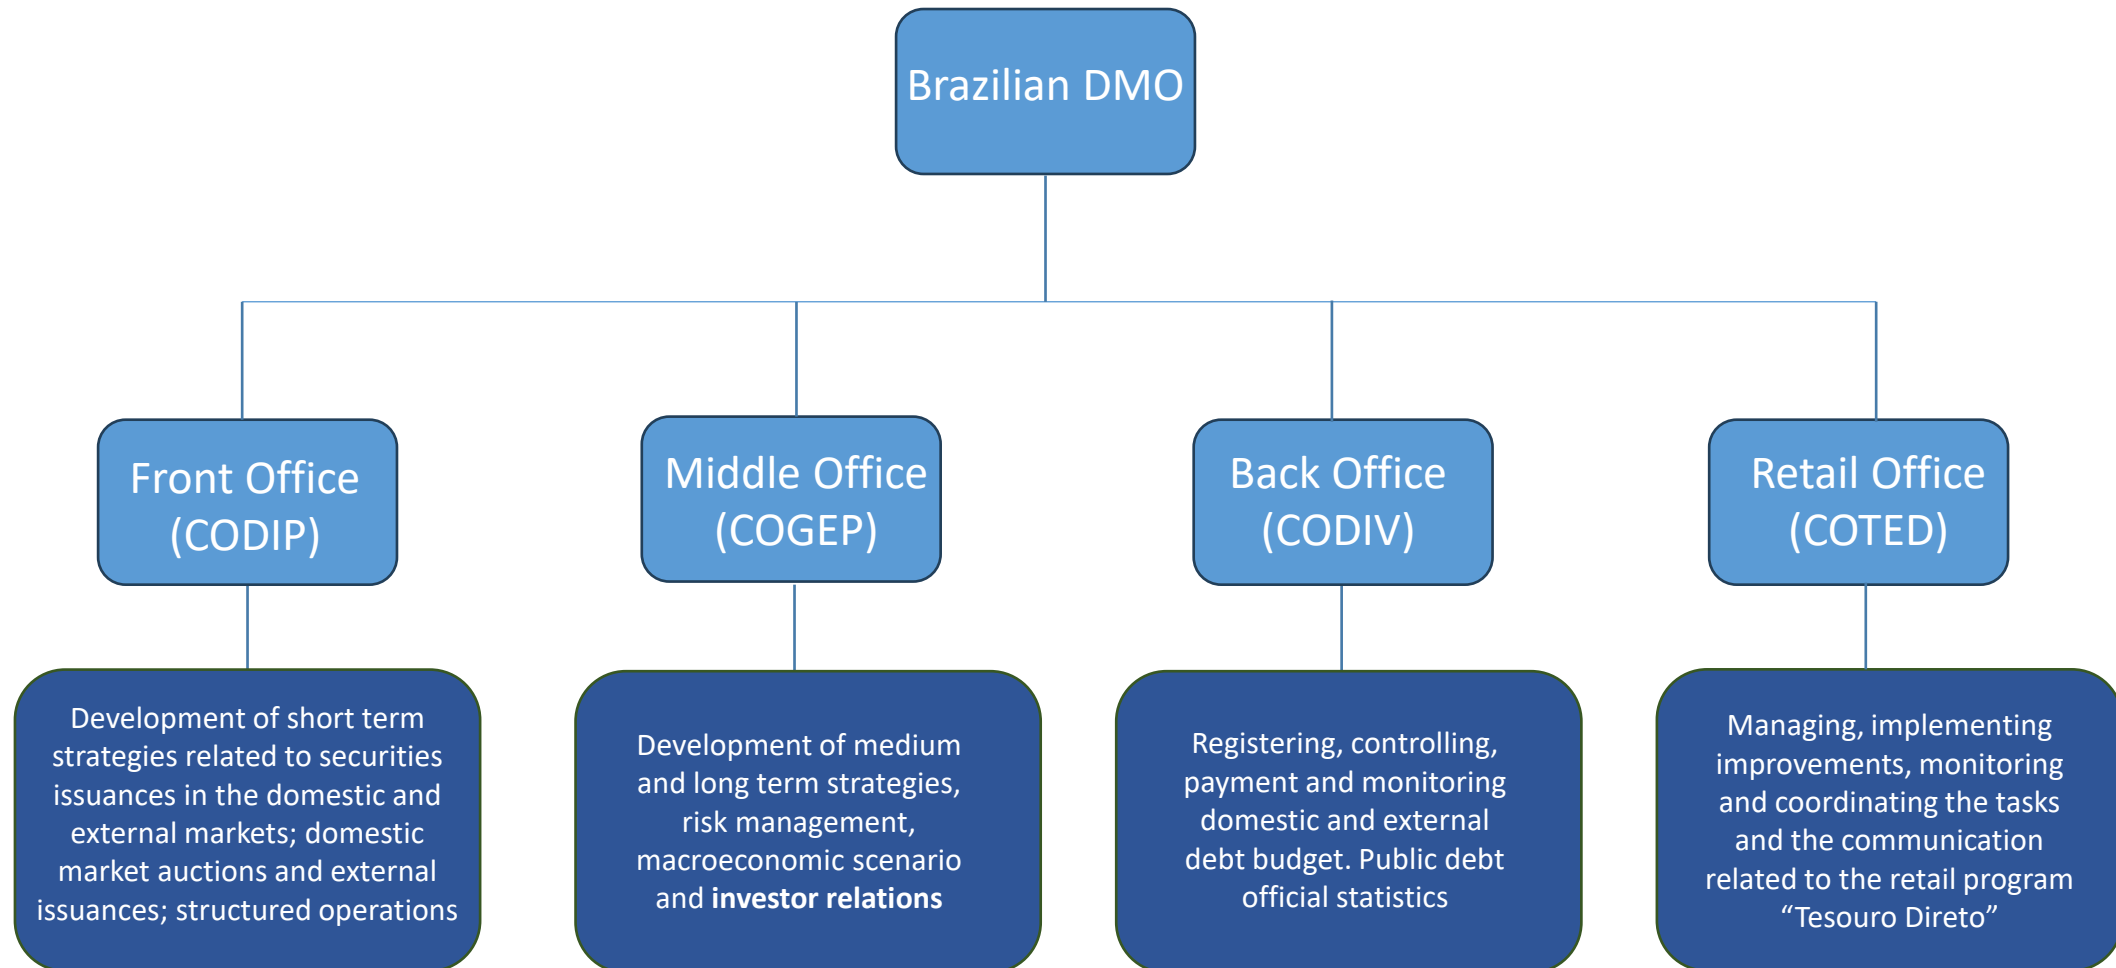 Brazilian DMO
Front Office
(CODIP)
Middle Office
(COGEP)
Back Office
(CODIV)
Retail Office
(COTED)
Development of short term
strategies related to securities
issuances in the domestic and
external markets; domestic
market auctions and external
issuances; structured operations
Development of medium
and long term strategies,
risk management,
macroeconomic scenario
and investor relations
Registering, controlling,
payment and monitoring
domestic and external
debt budget. Public debt
official statistics
Managing, implementing
improvements, monitoring
and coordinating the tasks
and the communication
related to the retail program
“Tesouro Direto”